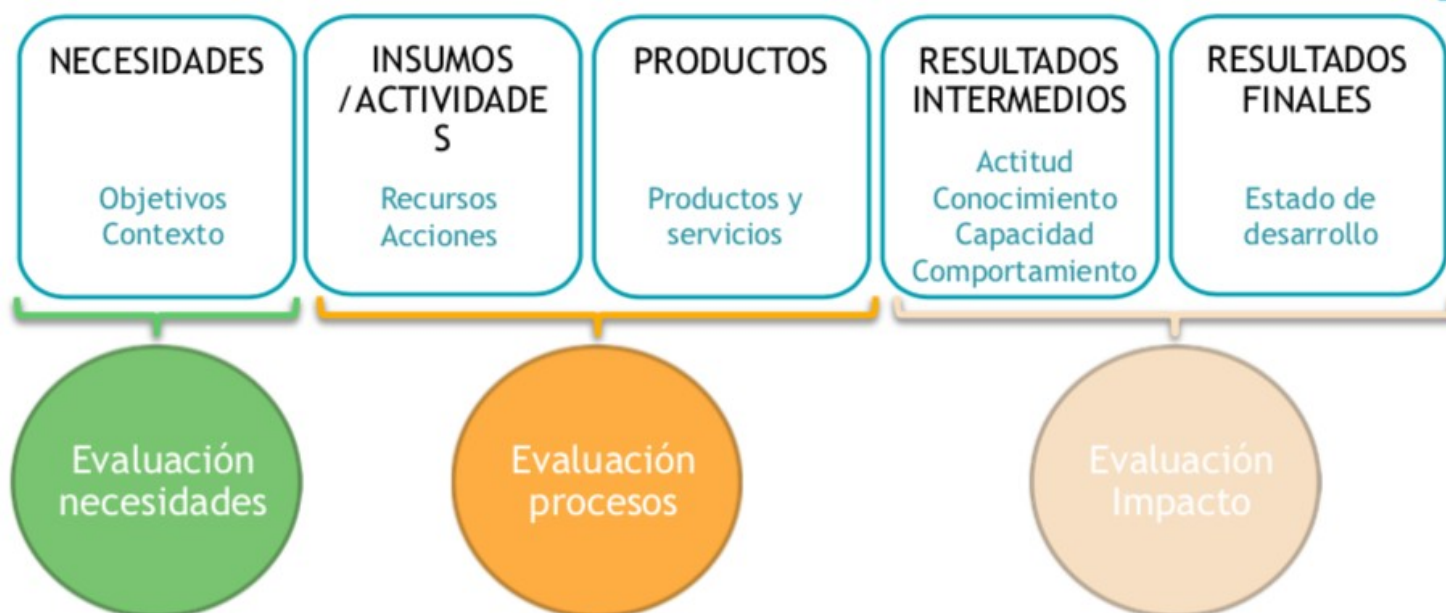 NECESIDADES
Objetivos
Contexto
INSUMOS
/ACTIVIDADE
S
Recursos
Acciones
PRODUCTOS
Productos y
servicios
RESULTADOS
INTERMEDIOS
Actitud
Conocimiento
Capacidad
Comportamiento
RESULTADOS
FINALES
Estado de
desarrollo
Evaluación
necesidades
Evaluación
procesos
Evaluación
Impacto